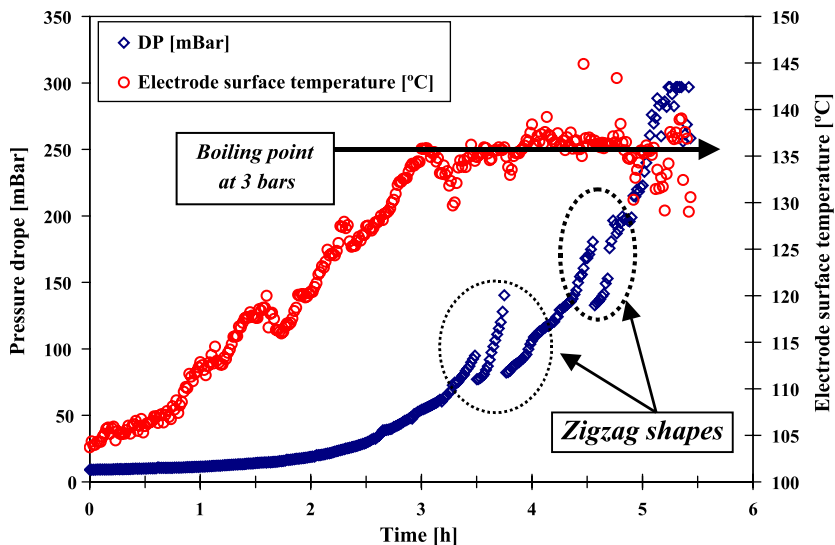 DP [mBar]
Electrode surface temperature [ºC]
Boiling point
at 3 bars
Zigzag shapes
Pressure drope [mBar]
350
300
250
200
150
100
50
0
Electrode surface temperature [ºC]
150
145
140
135
130
125
120
115
110
105
100
0 1 2 3 4 5 6
Time [h]